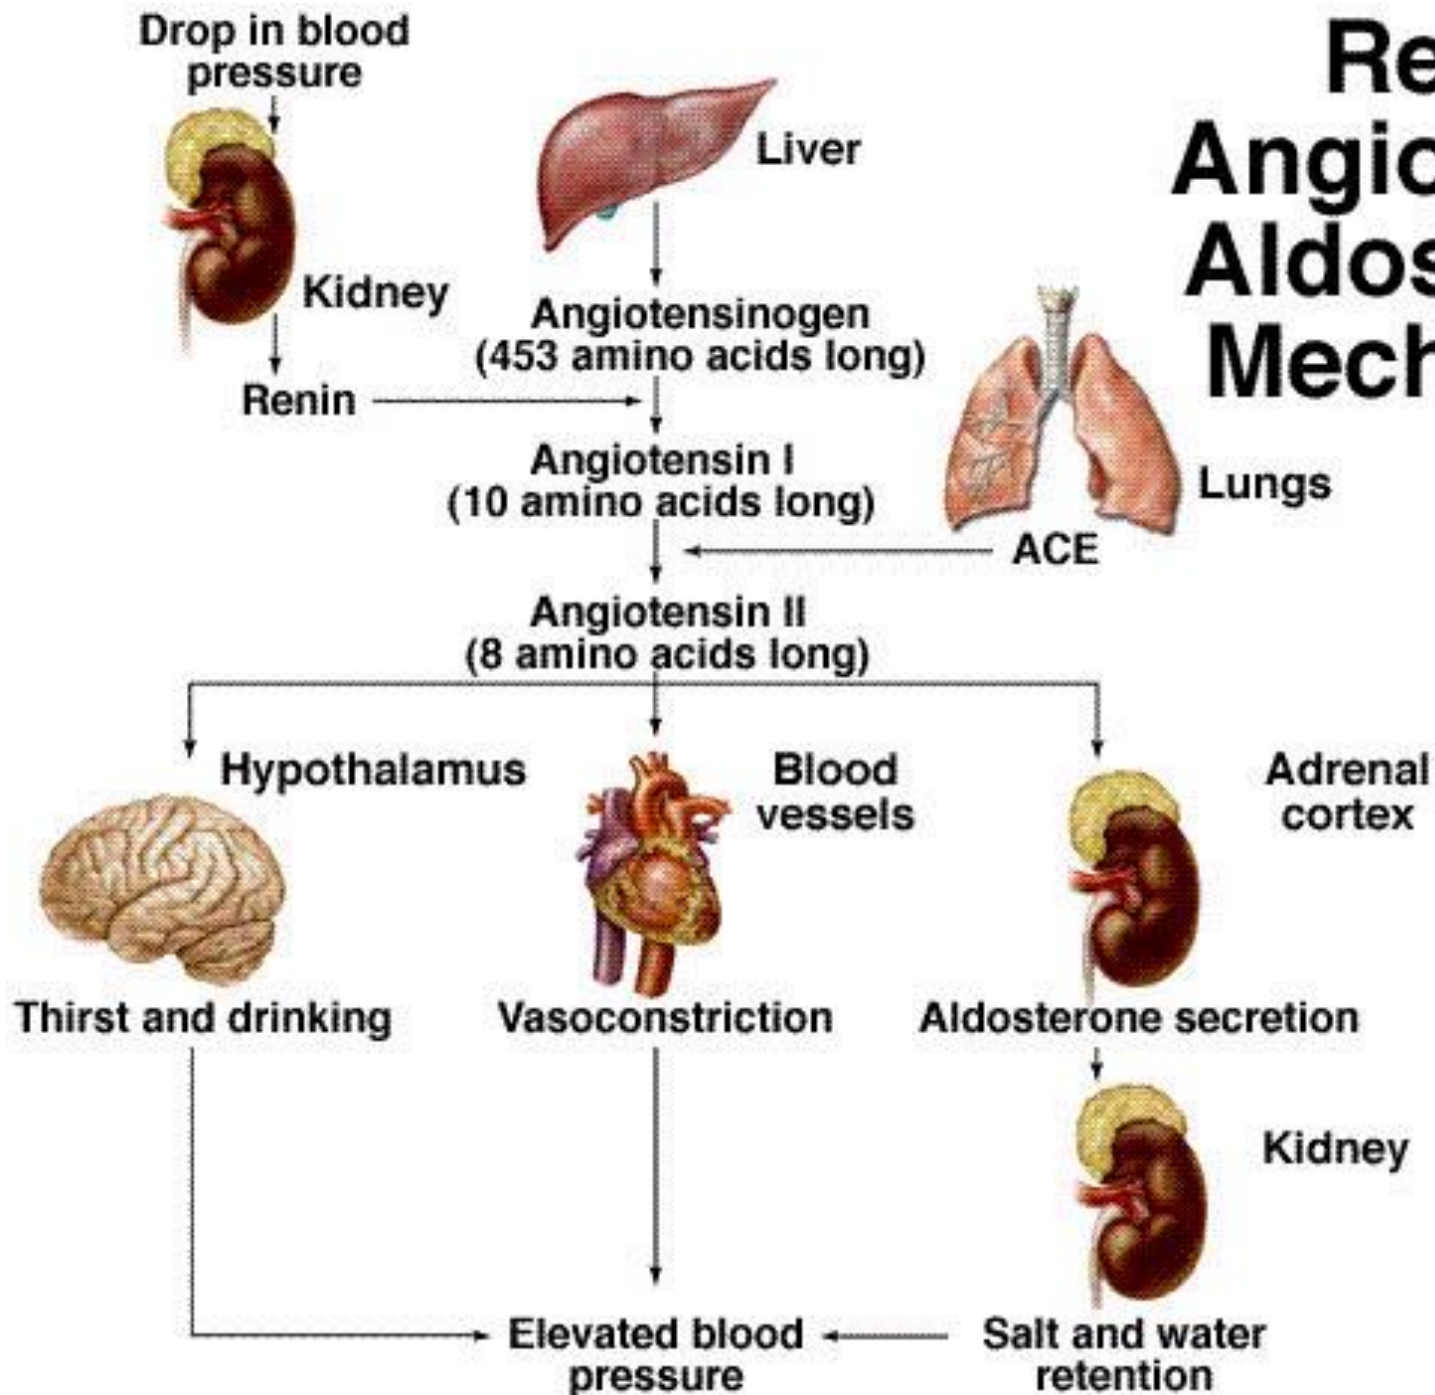 Drop in blood
pressure
Liver
Kidney
Re
Angio
Aldos
Mech
Angiotensinogen
(453 amino acids long)
Renin
Angiotensin I
(10 amino acids long)
Lungs
ACE
Angiotensin II
(8 amino acids long)
Hypothalamus
Blood
vessels
Adrenal
cortex
Thirst and drinking
Vasoconstriction
Aldosterone secretion
Kidney
Elevated blood
pressure
Salt and water
retention